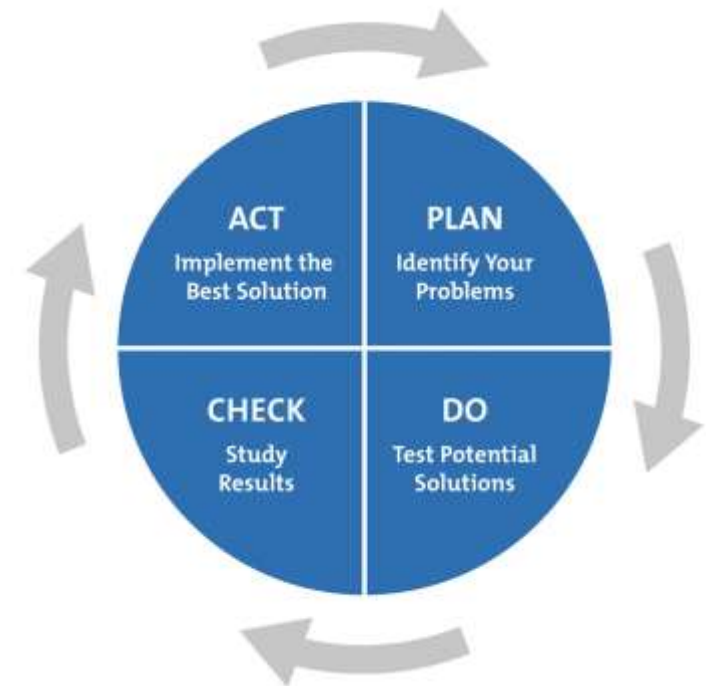 ACT
Implement the
Best Solution
PLAN
Identify Your
Problems
CHECK
Study
Results
DO
Test Potential
Solutions